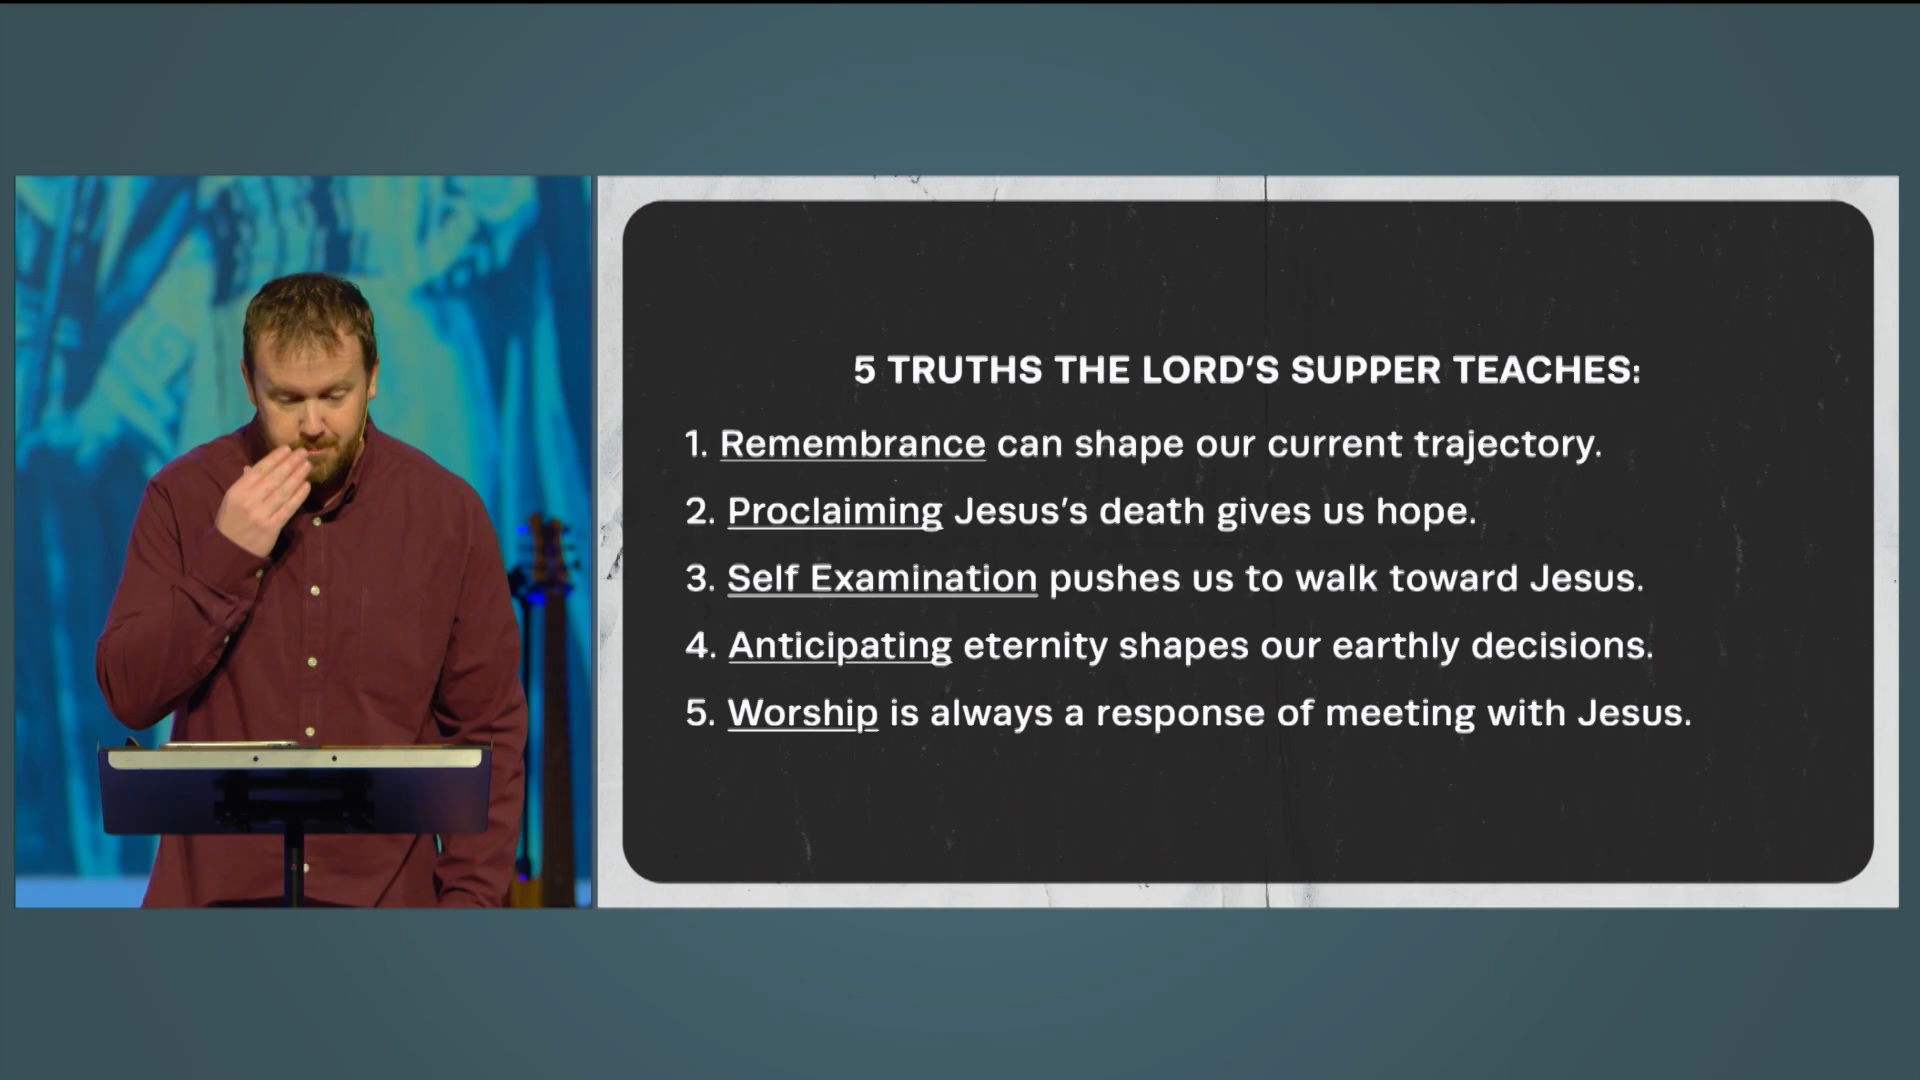 5 TRUTHS THE LORD'S SUPPER TEACHES:
1. Remembrance can shape our current trajectory.
2. Proclaiming Jesus's death gives us hope.
3. Self Examination pushes us to walk toward Jesus.
4. Anticipating eternity shapes our earthly decisions.
5. Worship is always a response of meeting with Jesus.